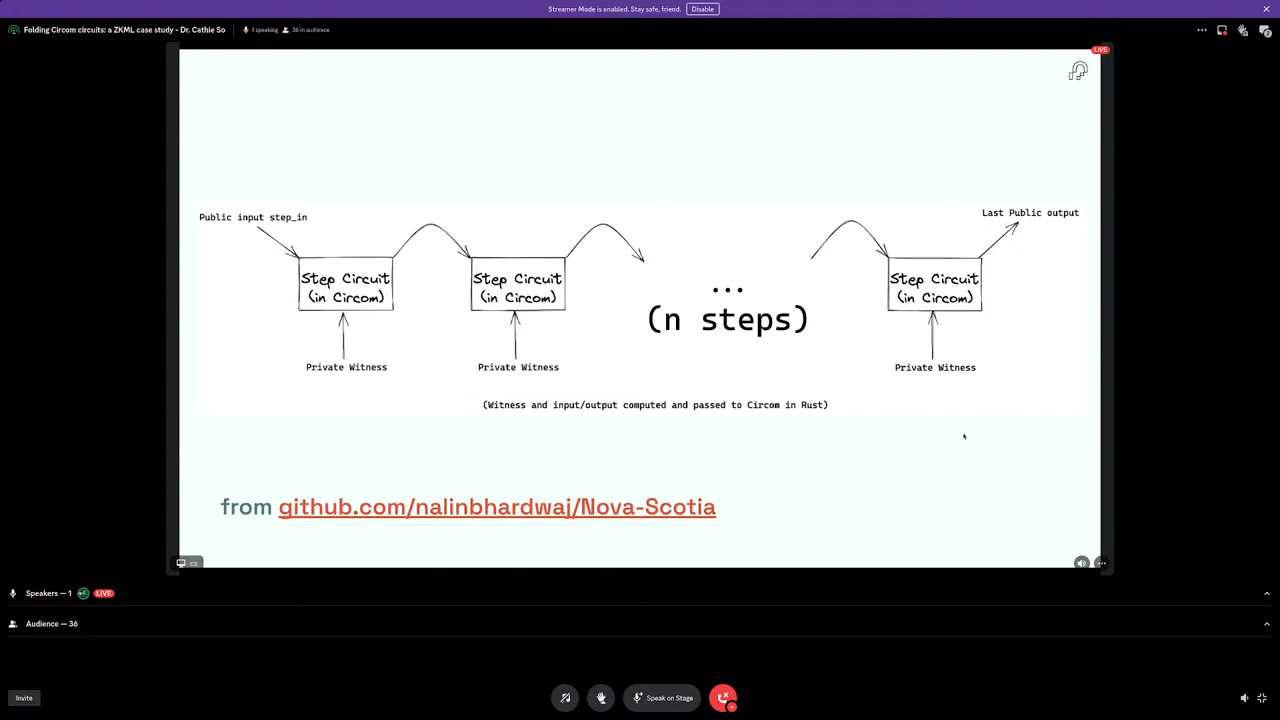 Streamer Mode is enabled. Stay safe, friend. Disable
Folding Circom circuits: a ZKML case study - Dr. Cathie So 1 speaking 36 in audience
LIVE
Public input step_in
Last Public output
Step Circuit
(in Circom)
Step Circuit
(in Circom)
...
(n steps)
Step Circuit
(in Circom)
Private Witness
Private Witness
Private Witness
(Witness and input/output computed and passed to Circom in Rust)
from github.com/nalinbhardwaj/Nova-Scotia
cs
Speakers — 1 LIVE
Audience — 36
Invite
Speak on Stage